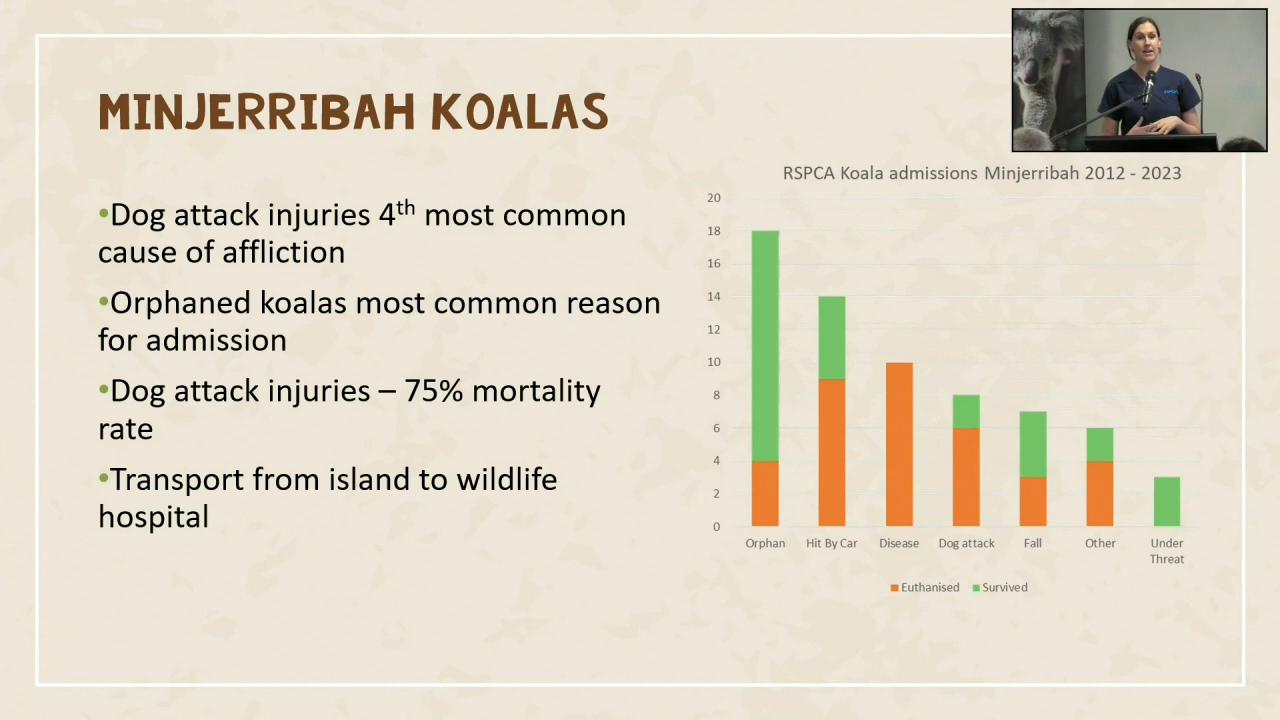 MINJERRIBAH KOALAS
•Dog attack injuries 4th most common
cause of affliction
•Orphaned koalas most common reason
for admission
•Dog attack injuries – 75% mortality
rate
•Transport from island to wildlife
hospital
RSPCA Koala admissions Minjerribah 2012 - 2023
20
18
16
14
12
10
8
6
4
2
0
Orphan Hit By Car Disease Dog attack Fall Other Under
Threat
Euthanised Survived